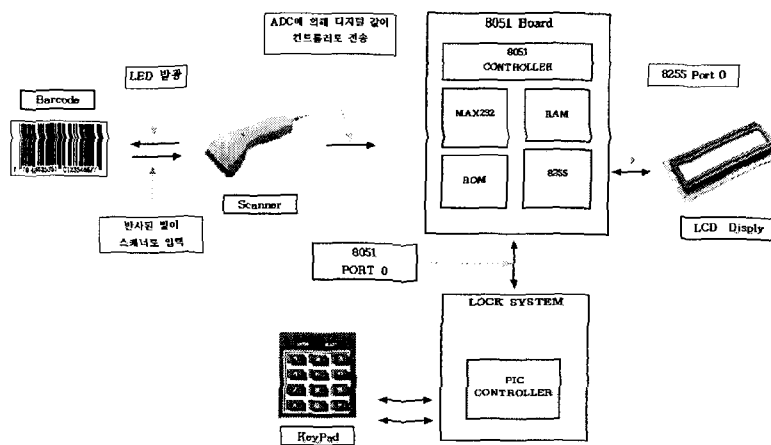 ADC에 의해 디지털 값이
컨트롤러로 전송
8051 Board
8051
CONTROLLER
LED 발광
8255 Port 0
Barcode
MAX232
RAM
ROM
8255
Scanner
반사된 빛이
스캐너로 입력
LCD Disply
8051
PORT 0
LOCK SYSTEM
PIC
CONTROLLER
KeyPad